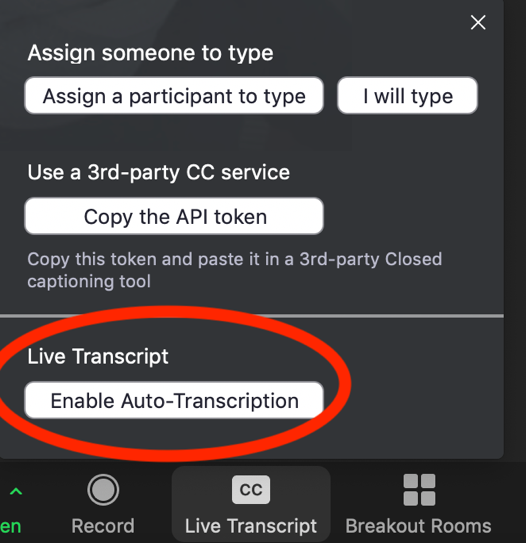 Assign someone to type
Assign a participant to type
I will type
Use a 3rd-party CC service
Copy the API token
Copy this token and paste it in a 3rd-party Closed
captioning tool
Live Transcript
Enable Auto-Transcription
CC
en
Record
Live Transcript
Breakout Rooms